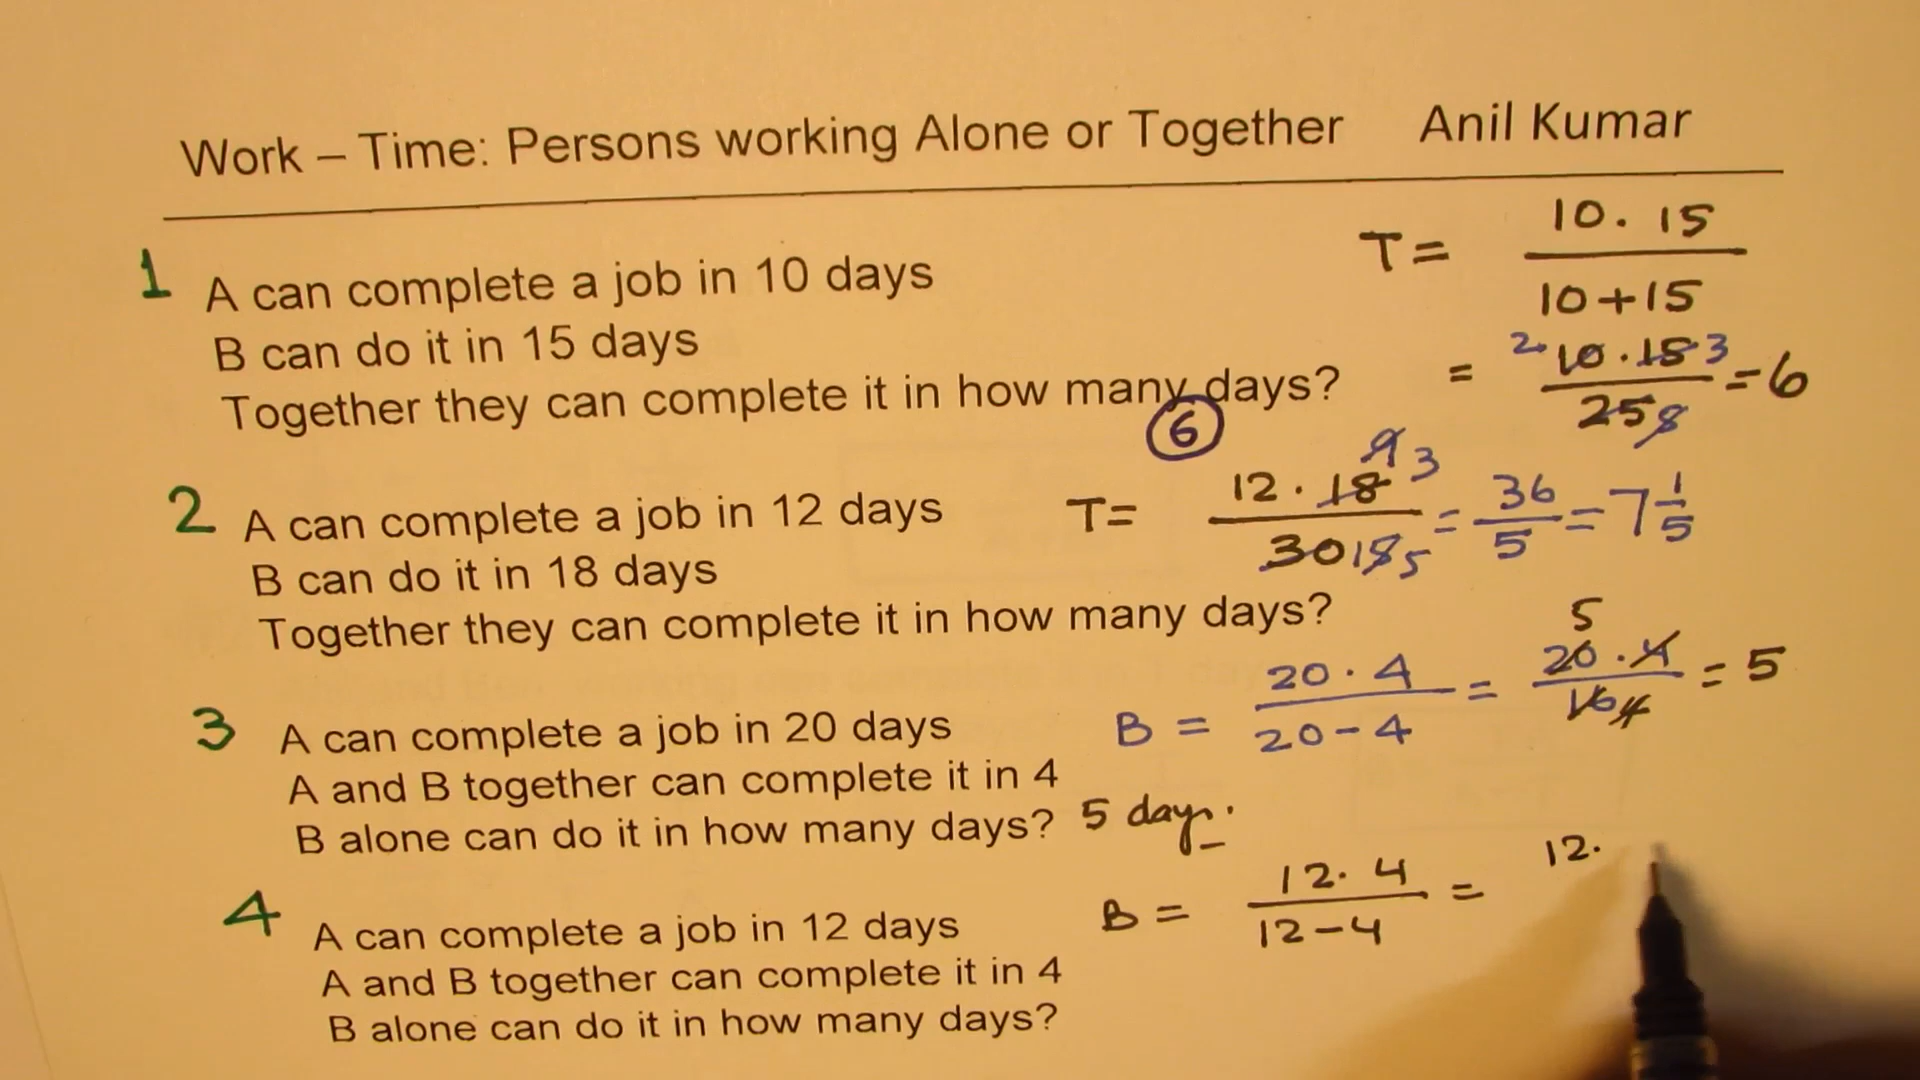 Work – Time: Persons working Alone or Together Anil Kumar
1 A can complete a job in 10 days
B can do it in 15 days
Together they can complete it in how many days?
6
T = 10 . 15 / 10 + 15
= 2 10 . 15 3 / 25 5 = 6
2 A can complete a job in 12 days
B can do it in 18 days
Together they can complete it in how many days?
T = 12 . 18 9 3 / 30 15 5 = 36 / 5 = 7 1/5
3 A can complete a job in 20 days
A and B together can complete it in 4
B alone can do it in how many days? 5 days.
B = 20 . 4 / 20 - 4 = 5 20 . 4 / 16 4 = 5
4 A can complete a job in 12 days
A and B together can complete it in 4
B alone can do it in how many days?
B = 12 . 4 / 12 - 4 = 12 .